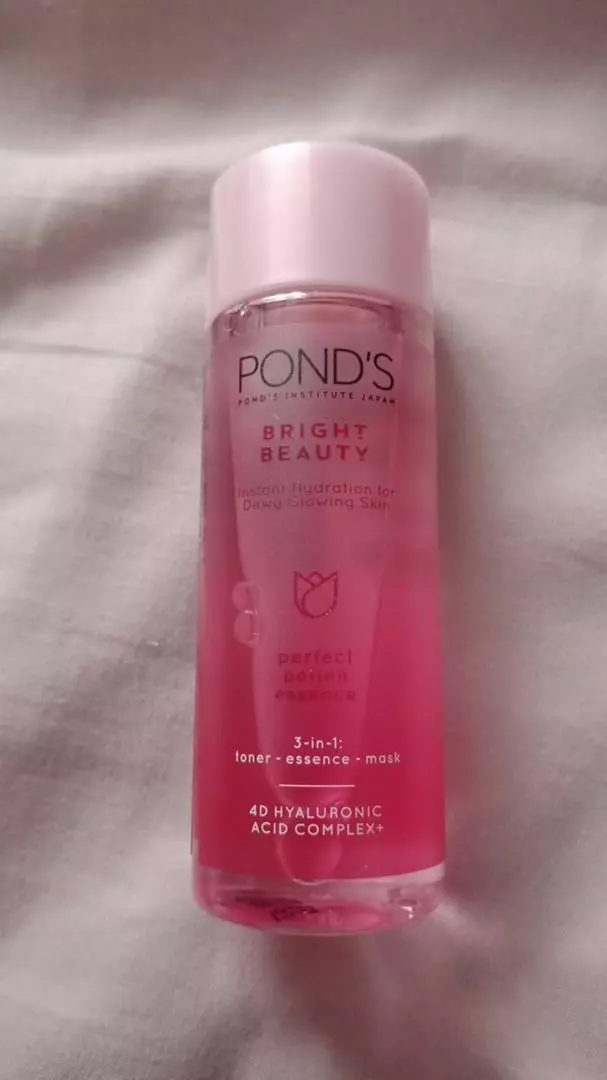 POND'S
POND'S INSTITUTE JAPAN
BRIGHT
BEAUTY
Instant Hydration for
Dewy Glowing Skin
perfect
potion
essence
3-in-1:
toner - essence - mask
4D HYALURONIC
ACID COMPLEX+